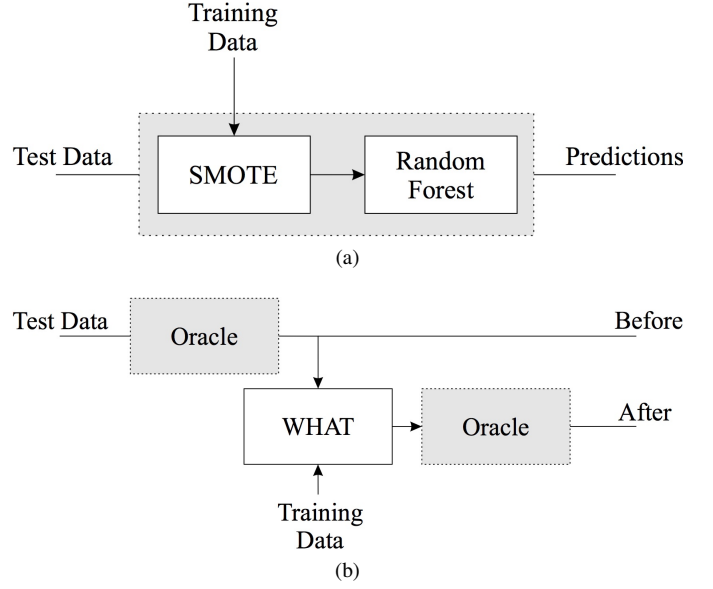 Training
Data
Test Data
SMOTE
Random
Forest
Predictions
(a)
Test Data
Oracle
Before
WHAT
Oracle
After
Training
Data
(b)